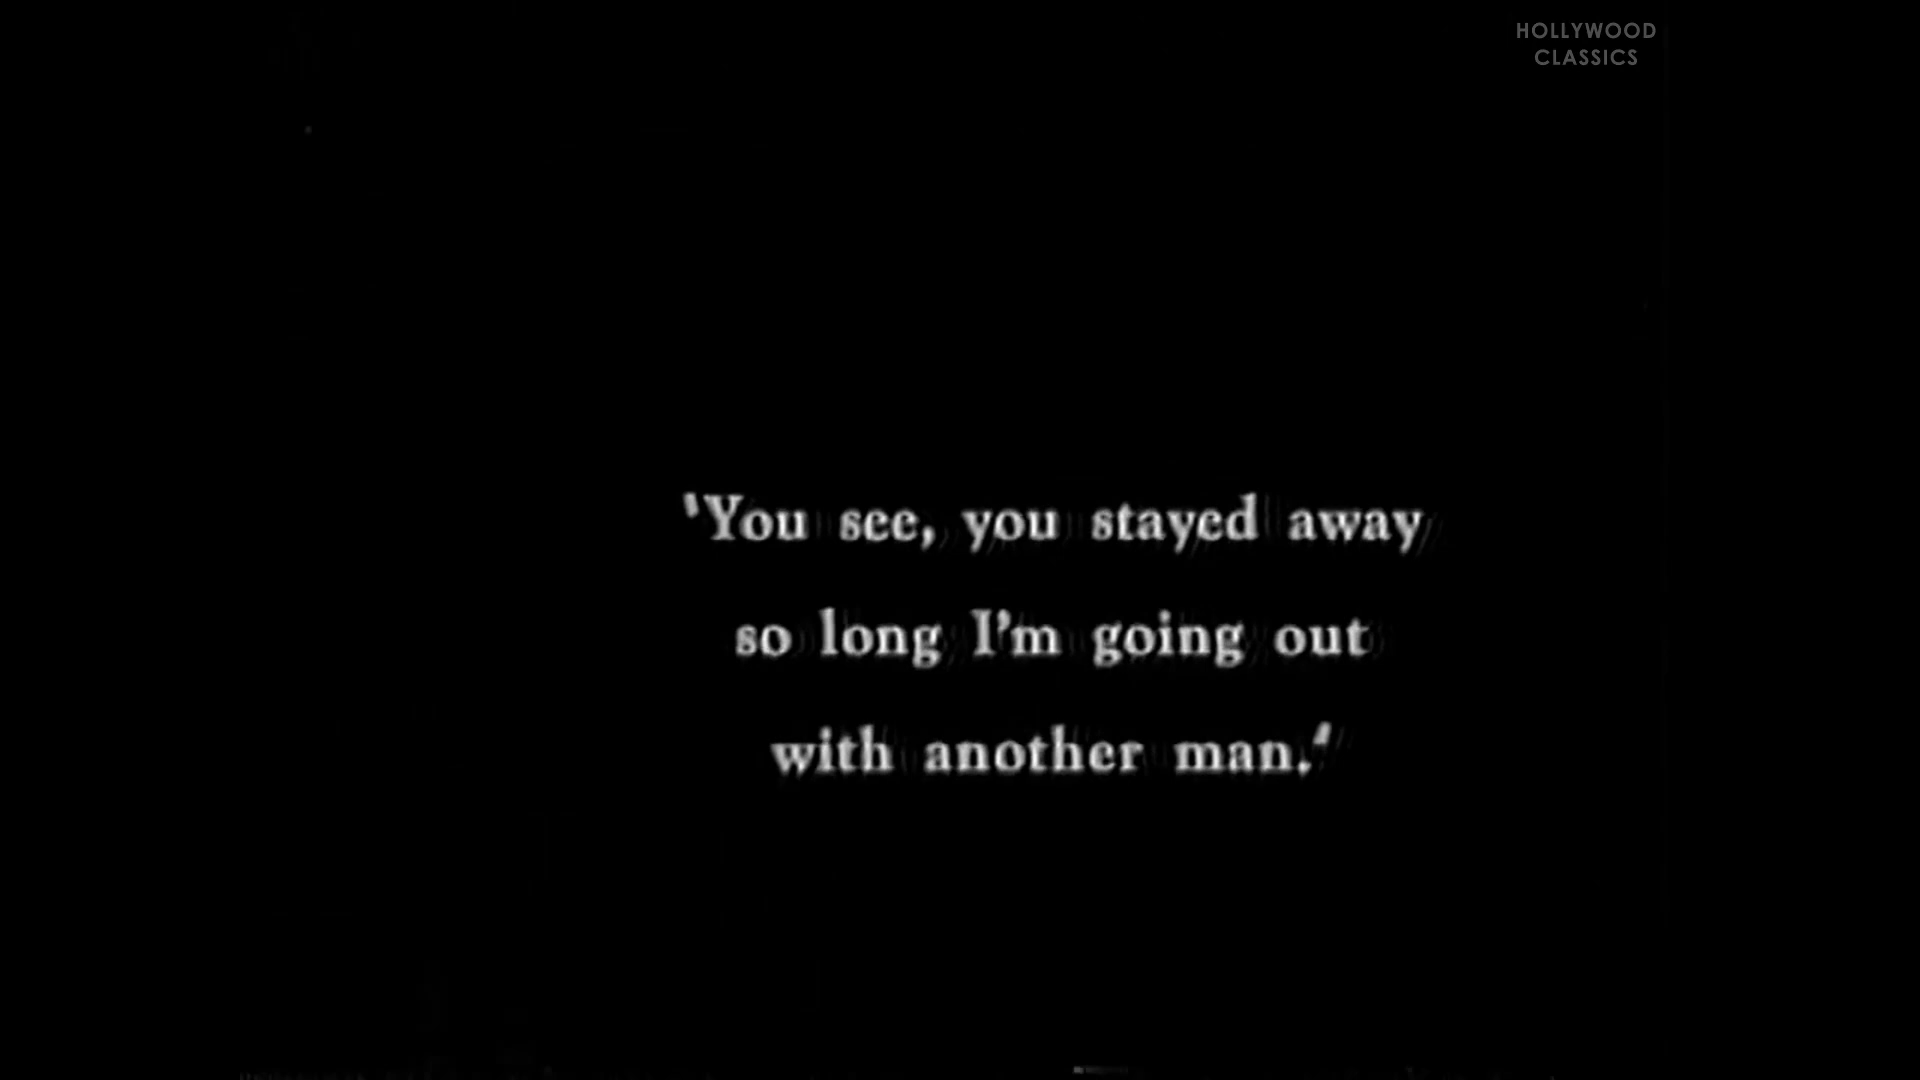 HOLLYWOOD
CLASSICS
'You see, you stayed away
so long I'm going out
with another man.'